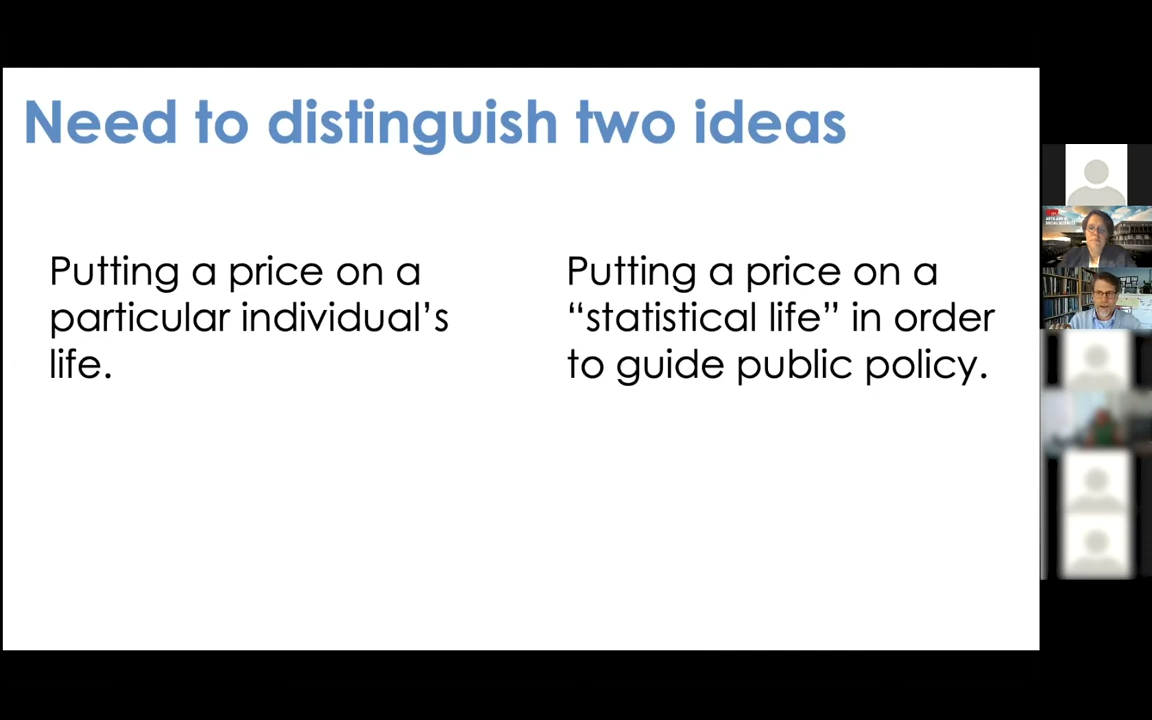 Need to distinguish two ideas
Putting a price on a
particular individual’s
life.
Putting a price on a
“statistical life” in order
to guide public policy.